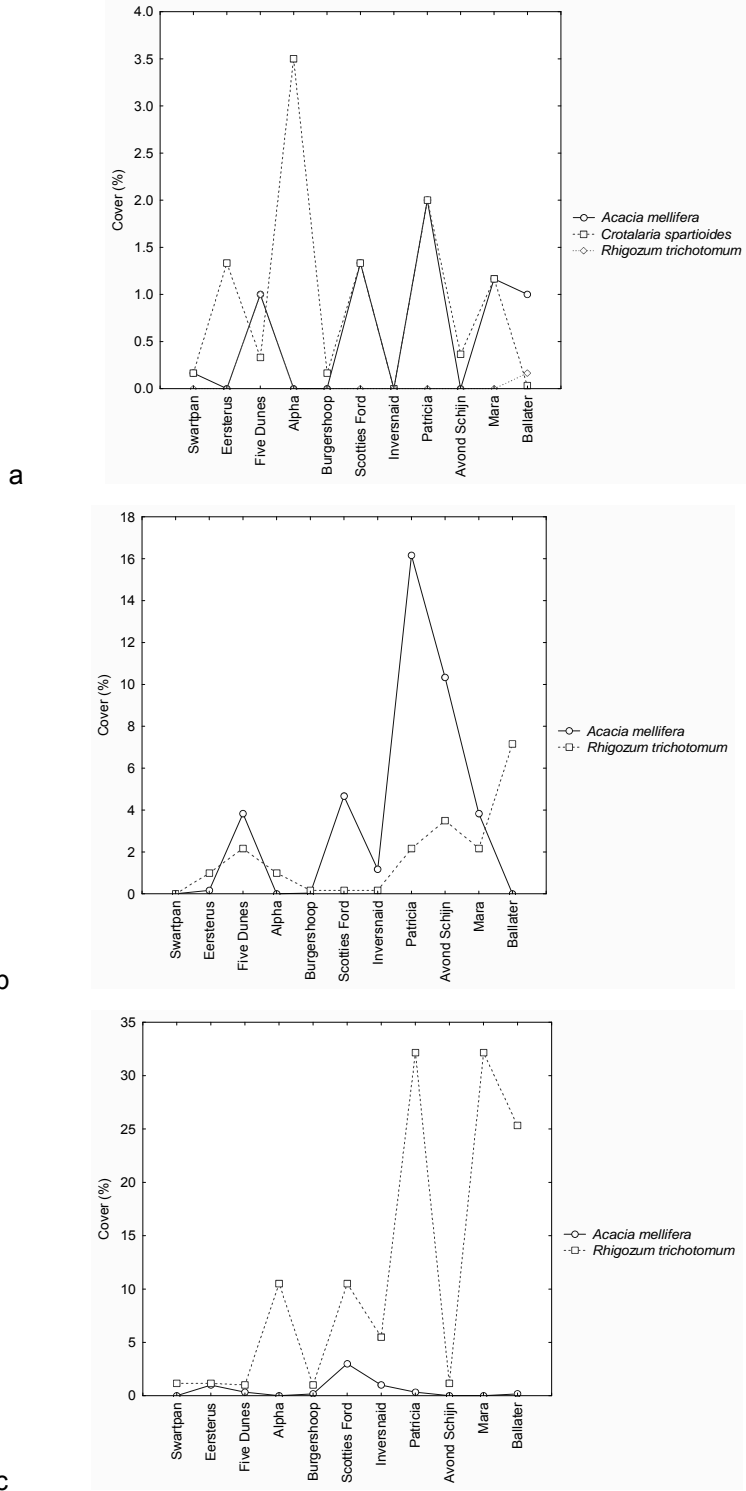 4.0
3.5
3.0
2.5
2.0
1.5
1.0
0.5
0.0
Cover (%)
Swartpan
Eersterus
Five Dunes
Alpha
Burgershoop
Scotties Ford
Inversnaid
Patricia
Avond Schijn
Mara
Ballater
Acacia mellifera
Crotalaria spartioides
Rhigozum trichotomum
a
18
16
14
12
10
8
6
4
2
0
Cover (%)
Swartpan
Eersterus
Five Dunes
Alpha
Burgershoop
Scotties Ford
Inversnaid
Patricia
Avond Schijn
Mara
Ballater
Acacia mellifera
Rhigozum trichotomum
b
35
30
25
20
15
10
5
0
Cover (%)
Swartpan
Eersterus
Five Dunes
Alpha
Burgershoop
Scotties Ford
Inversnaid
Patricia
Avond Schijn
Mara
Ballater
Acacia mellifera
Rhigozum trichotomum
c